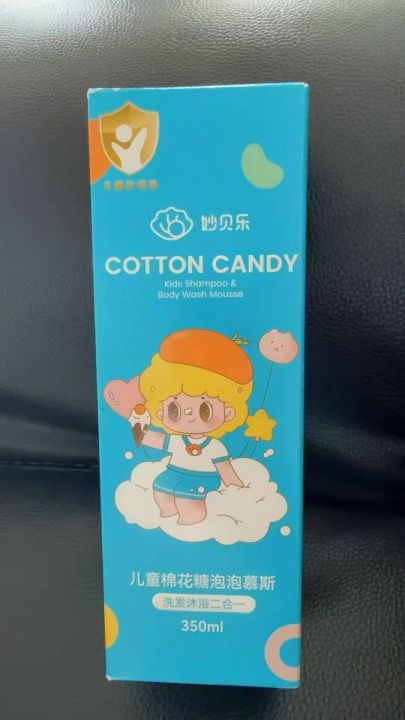 妙贝乐
COTTON CANDY
Kids Shampoo &
Body Wash Mousse
儿童棉花糖泡泡慕斯
洗发沐浴二合一
350ml